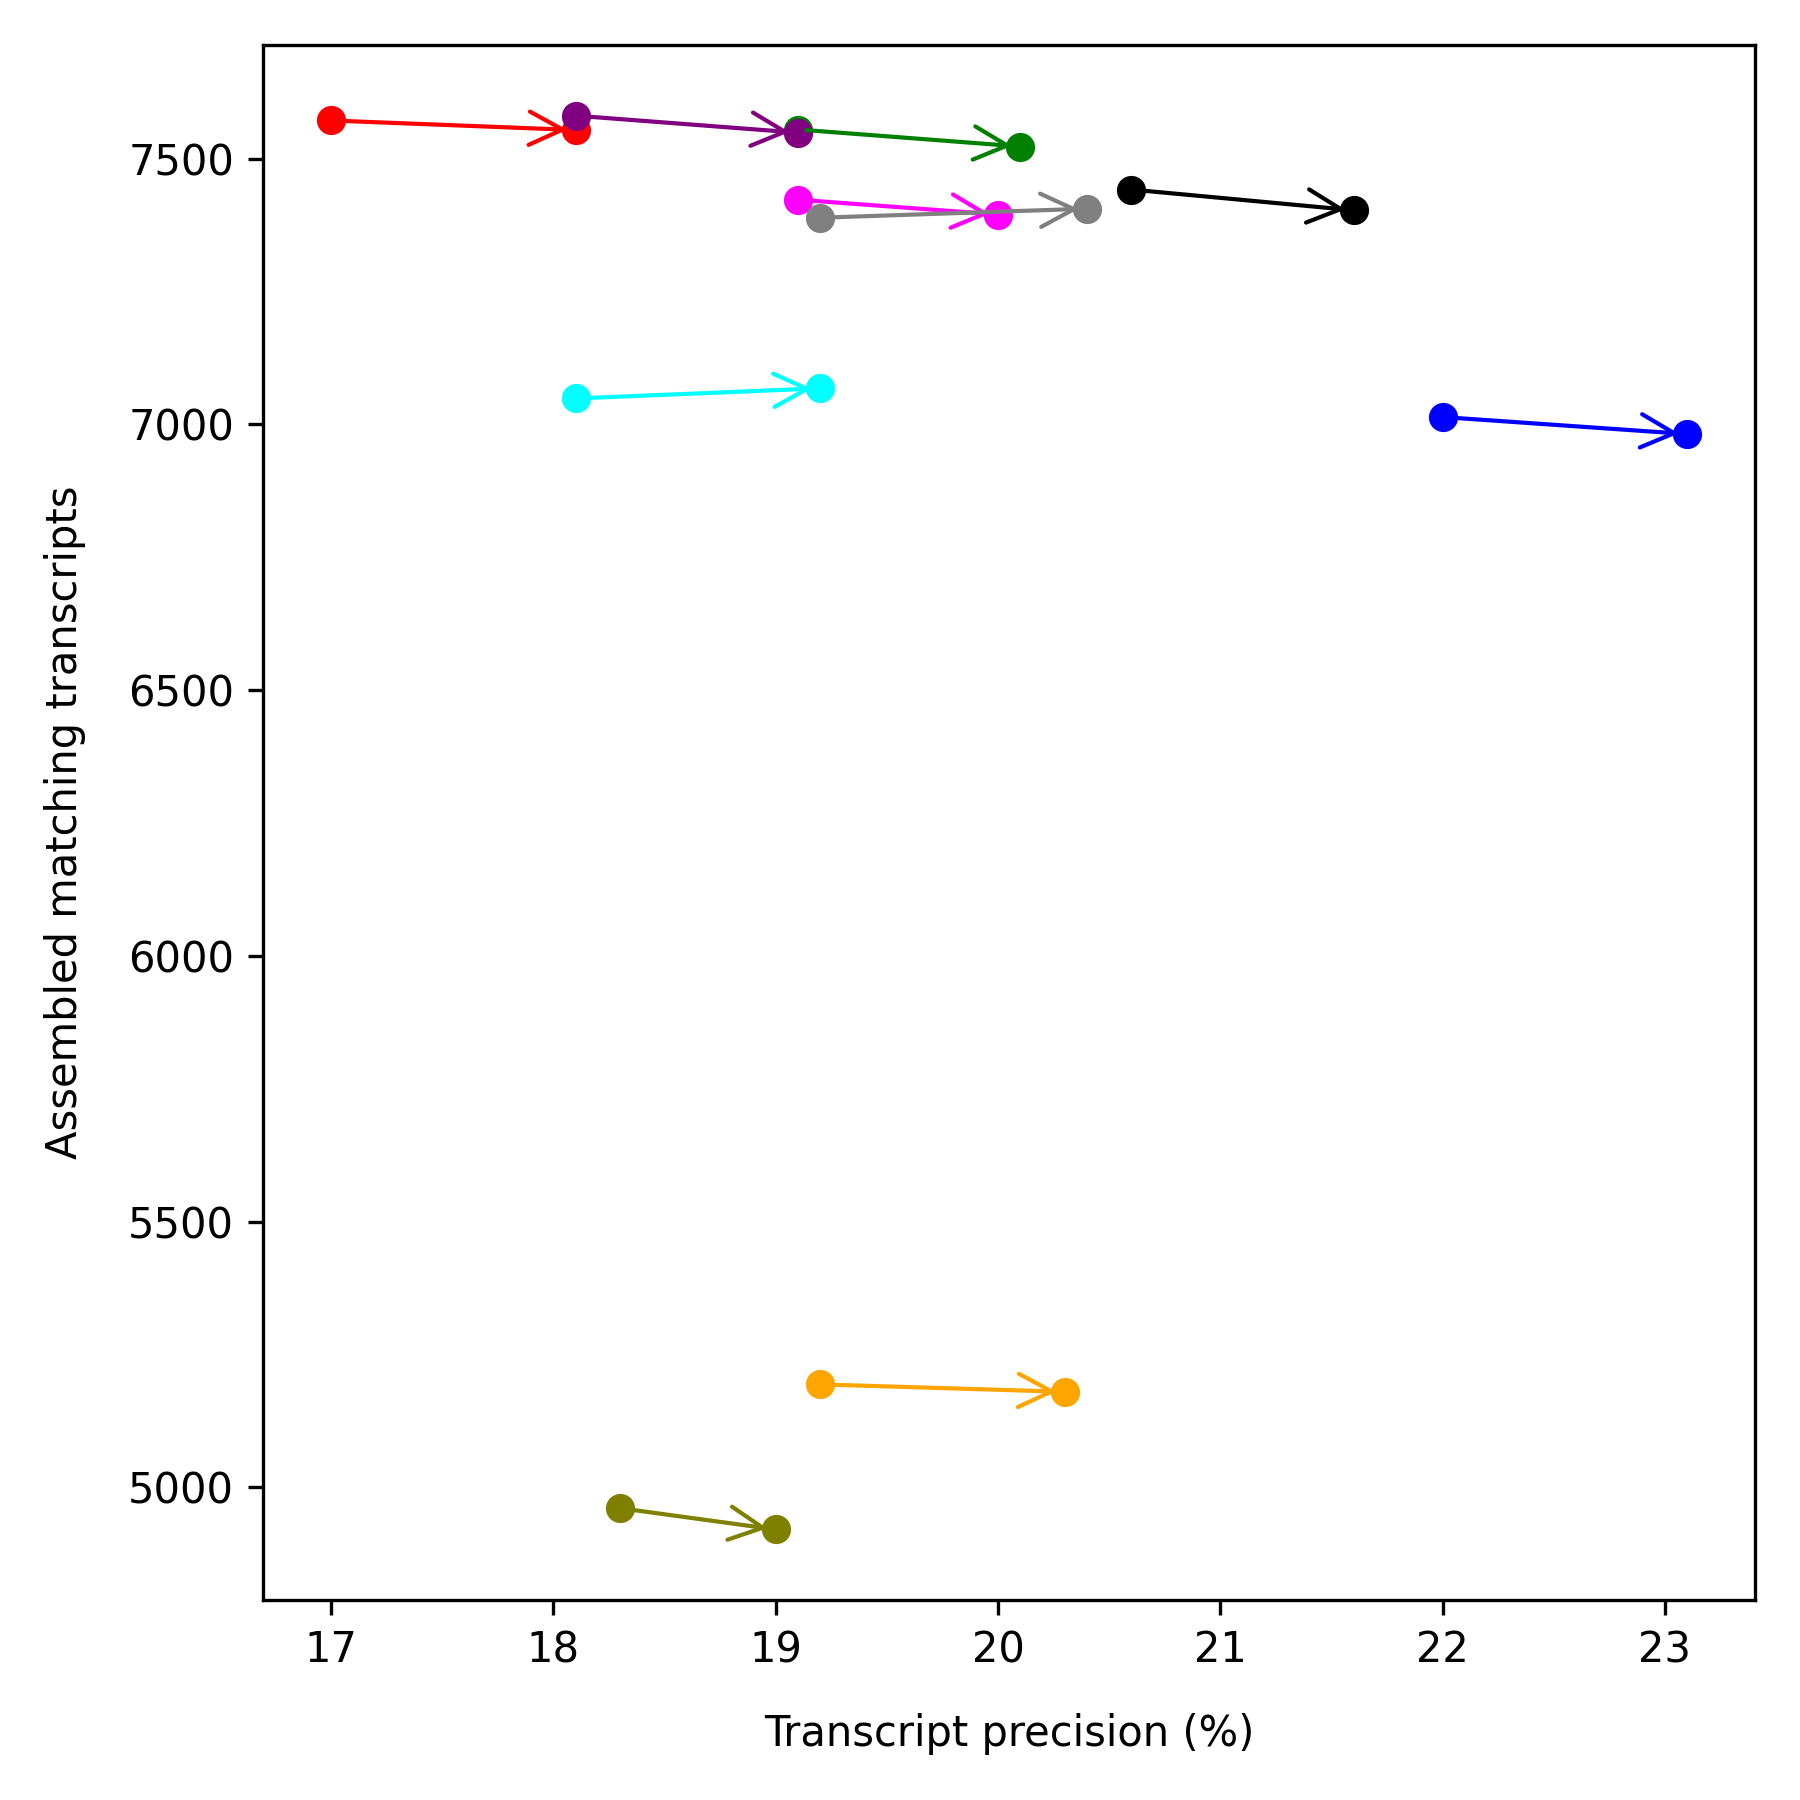 7500
7000
6500
6000
5500
5000
Assembled matching transcripts
17 18 19 20 21 22 23
Transcript precision (%)